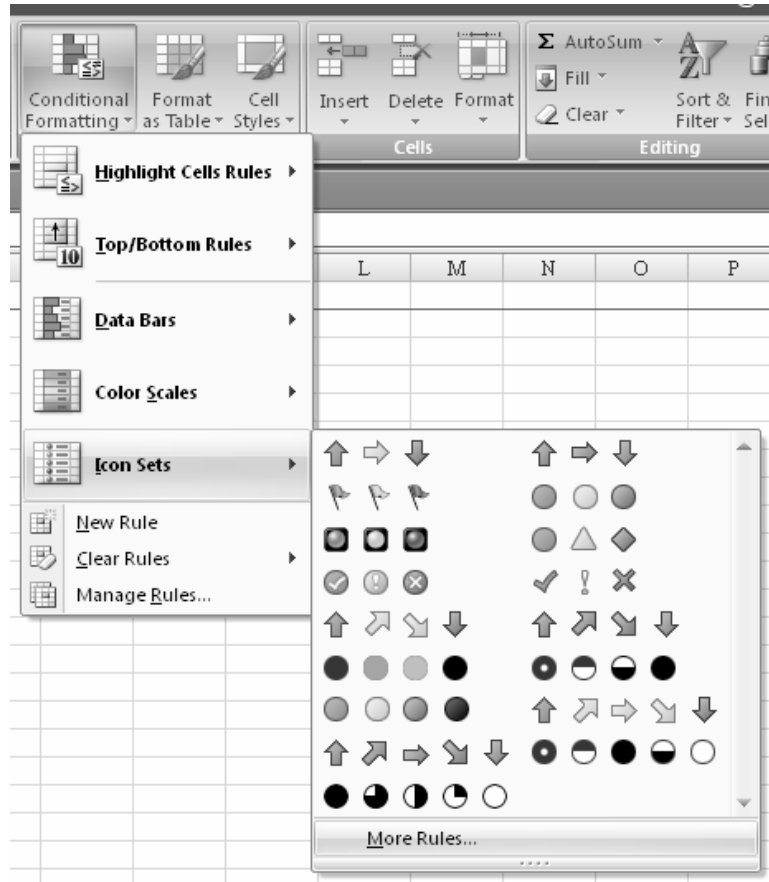 Conditional Formatting
Format as Table
Cell Styles
Insert
Delete
Format
Cells
Σ AutoSum
Fill
Clear
A Z
Sort & Filter
Editing
Highlight Cells Rules
10
Top/Bottom Rules
L M N O P
Data Bars
Color Scales
Icon Sets
New Rule
Clear Rules
Manage Rules...
More Rules...